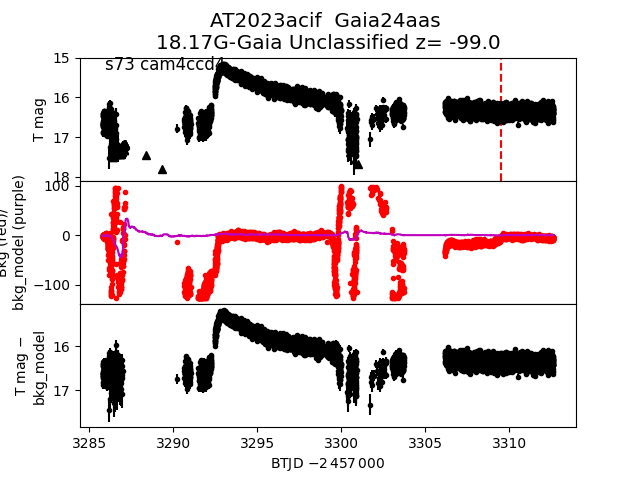 AT2023acif  Gaia24aas
18.17G-Gaia Unclassified z= -99.0
s73 cam4ccd4
15
16
17
18
T mag
100
0
−100
Bkg (red)/
bkg_model (purple)
16
17
T mag −
bkg_model
3285
3290
3295
3300
3305
3310
BTJD −2 457 000